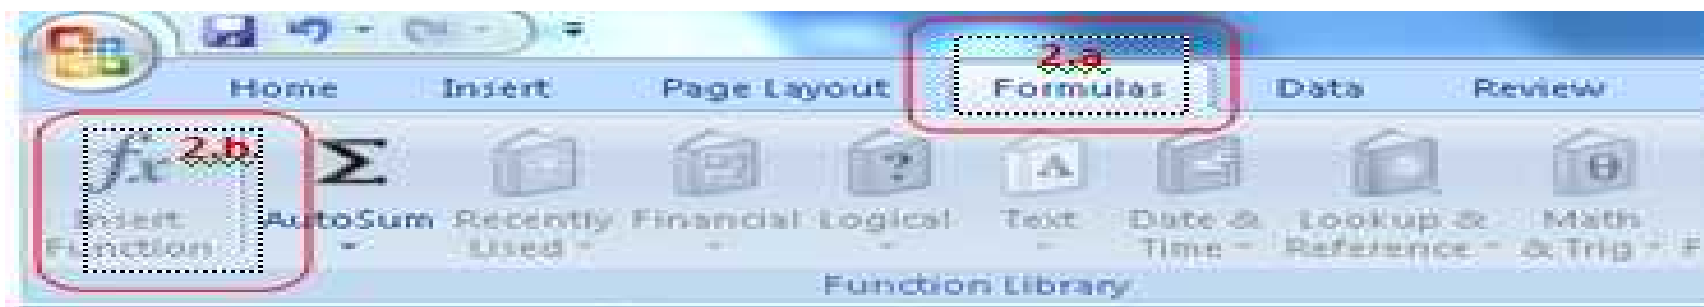 2.a
Home Insert Page Layout Formulas Data Review
fx 2.b. Σ ? A θ
Insert Function AutoSum Recently Used Financial Logical Text Date & Time Lookup & Reference Math & Trig F
Function Library